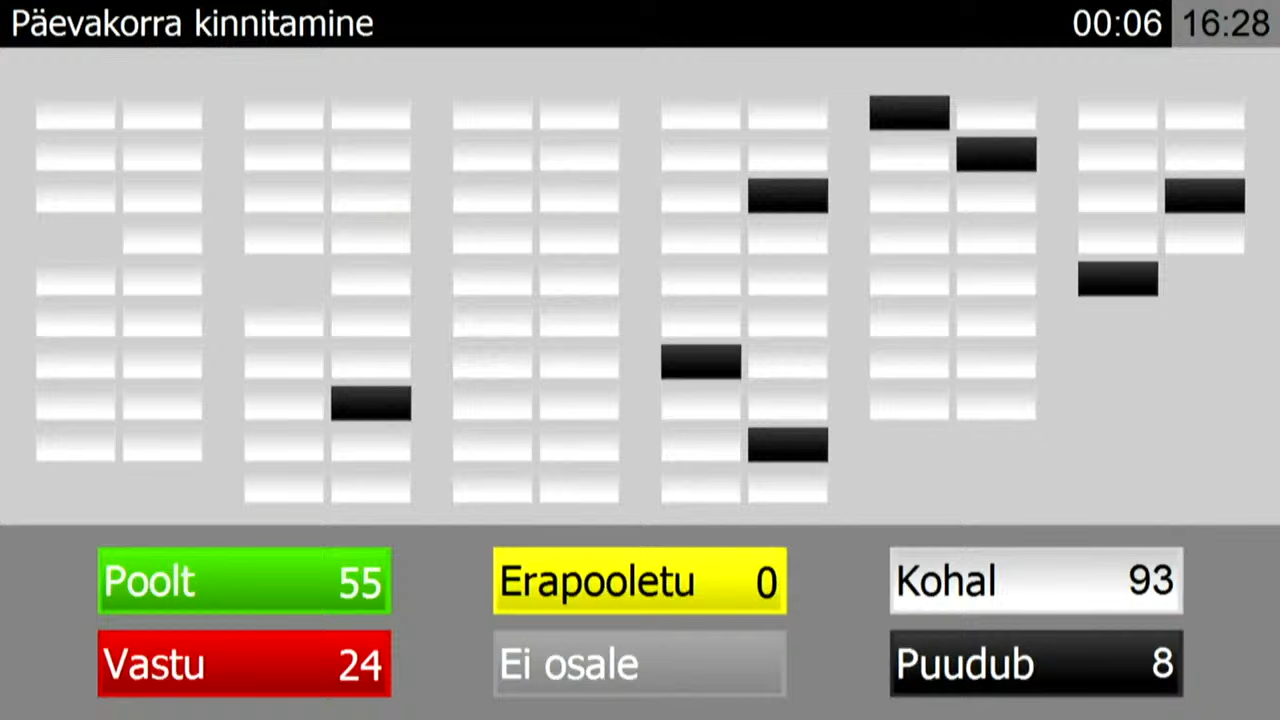 Päevakorra kinnitamine 00:06 16:28
Poolt 55 Erapooletu 0 Kohal 93
Vastu 24 Ei osale Puudub 8